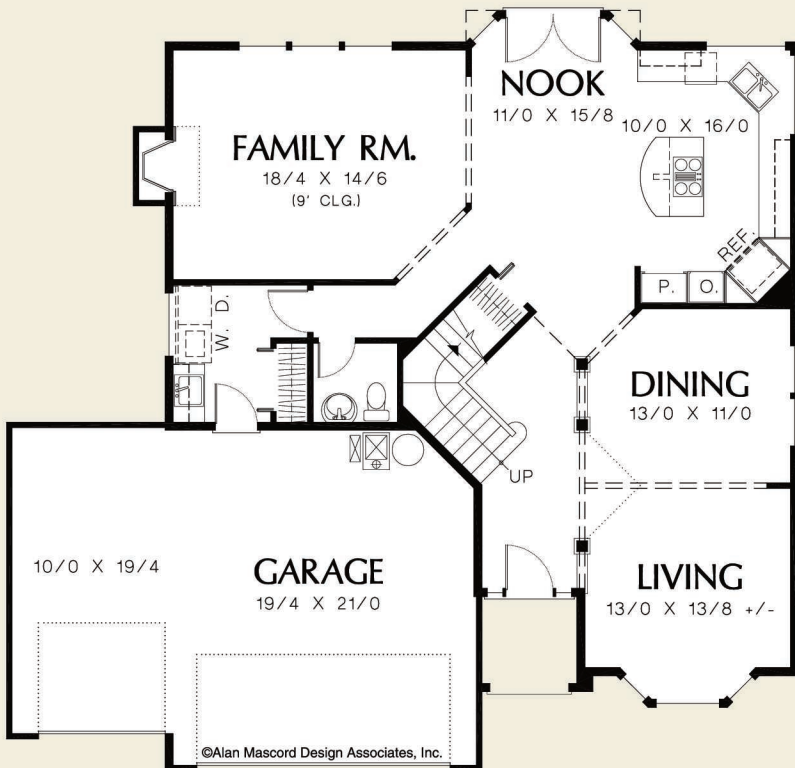 NOOK
11/0 X 15/8
10/0 X 16/0
FAMILY RM.
18/4 X 14/6
(9' CLG.)
REF.
P.
O.
W. D.
DINING
13/0 X 11/0
UP
10/0 X 19/4
GARAGE
19/4 X 21/0
LIVING
13/0 X 13/8 +/-
©Alan Mascord Design Associates, Inc.